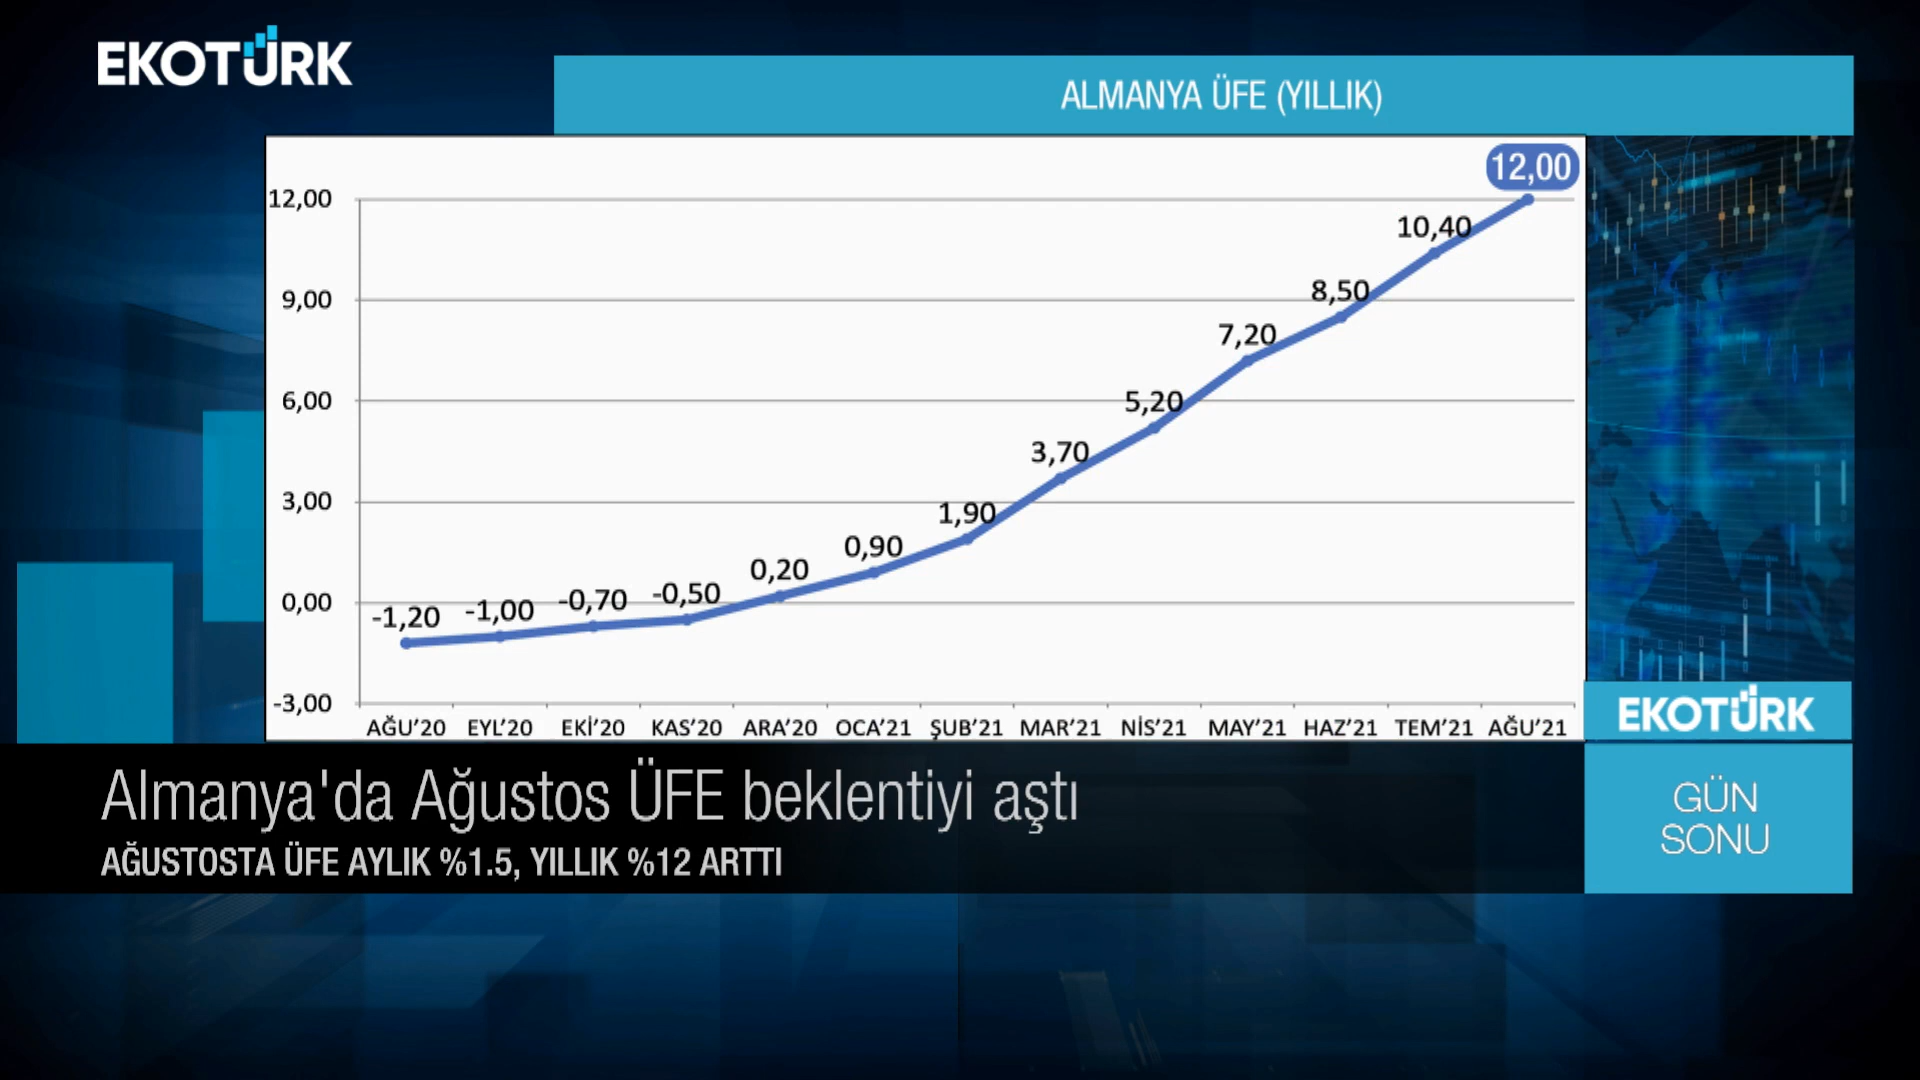 EKOTÜRK
ALMANYA ÜFE (YILLIK)
12,00
12,00
10,40
9,00
8,50
7,20
6,00
5,20
3,70
3,00
1,90
0,90
0,20
0,00
-0,50
-0,70
-1,00
-1,20
-3,00
AĞU’20 EYL’20 EKİ’20 KAS’20 ARA’20 OCA’21 ŞUB’21 MAR’21 NİS’21 MAY’21 HAZ’21 TEM’21 AĞU’21
EKOTÜRK
Almanya'da Ağustos ÜFE beklentiyi aştı
AĞUSTOSTA ÜFE AYLIK %1.5, YILLIK %12 ARTTI
GÜN
SONU